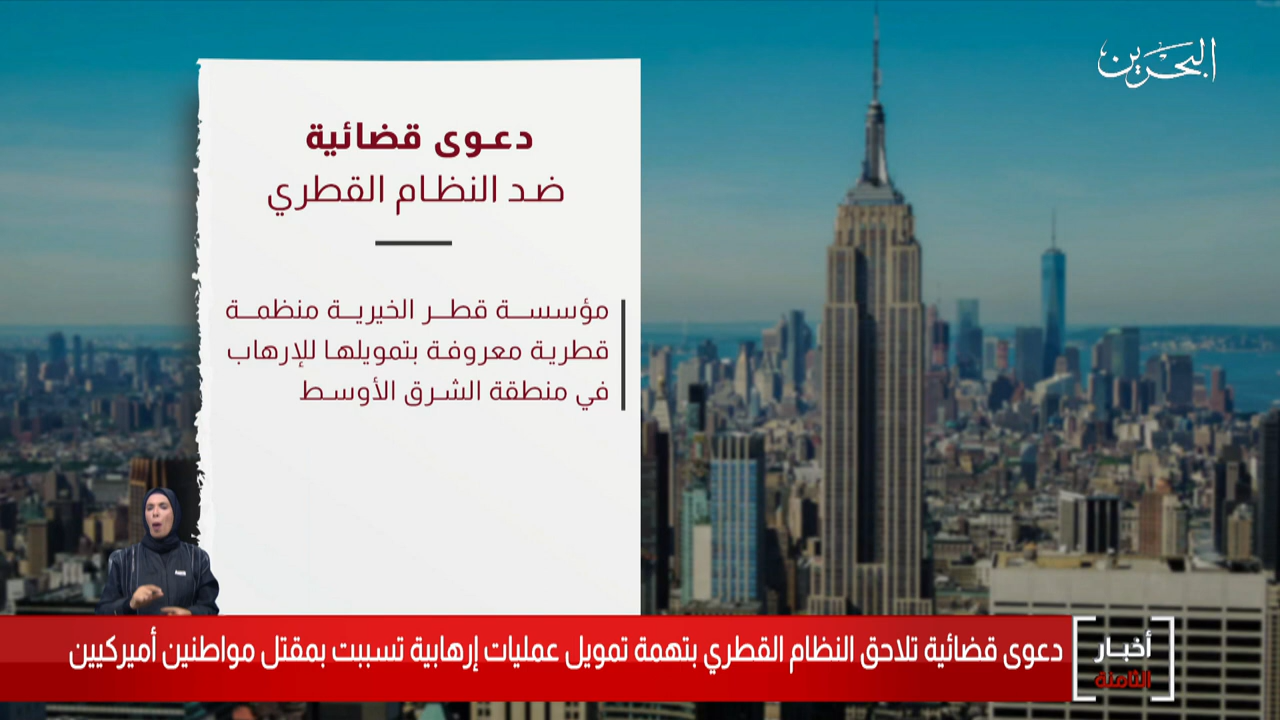 البحرين
دعوى قضائية
ضد النظام القطري
مؤسسة قطر الخيرية منظمة
قطرية معروفة بتمويلها للإرهاب
في منطقة الشرق الأوسط
دعوى قضائية تلاحق النظام القطري بتهمة تمويل عمليات إرهابية تسببت بمقتل مواطنين أميركيين
أخبار
الثامنة